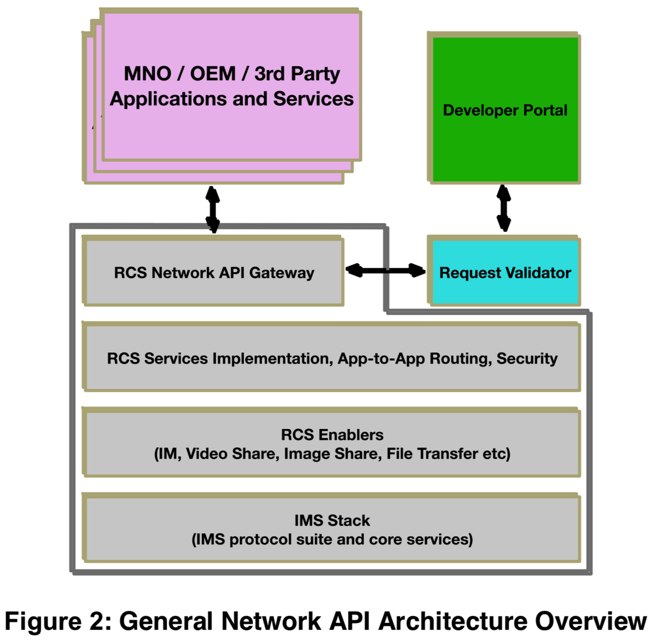 MNO / OEM / 3rd Party
Applications and Services
Developer Portal
RCS Network API Gateway
Request Validator
RCS Services Implementation, App-to-App Routing, Security
RCS Enablers
(IM, Video Share, Image Share, File Transfer etc)
IMS Stack
(IMS protocol suite and core services)
Figure 2: General Network API Architecture Overview